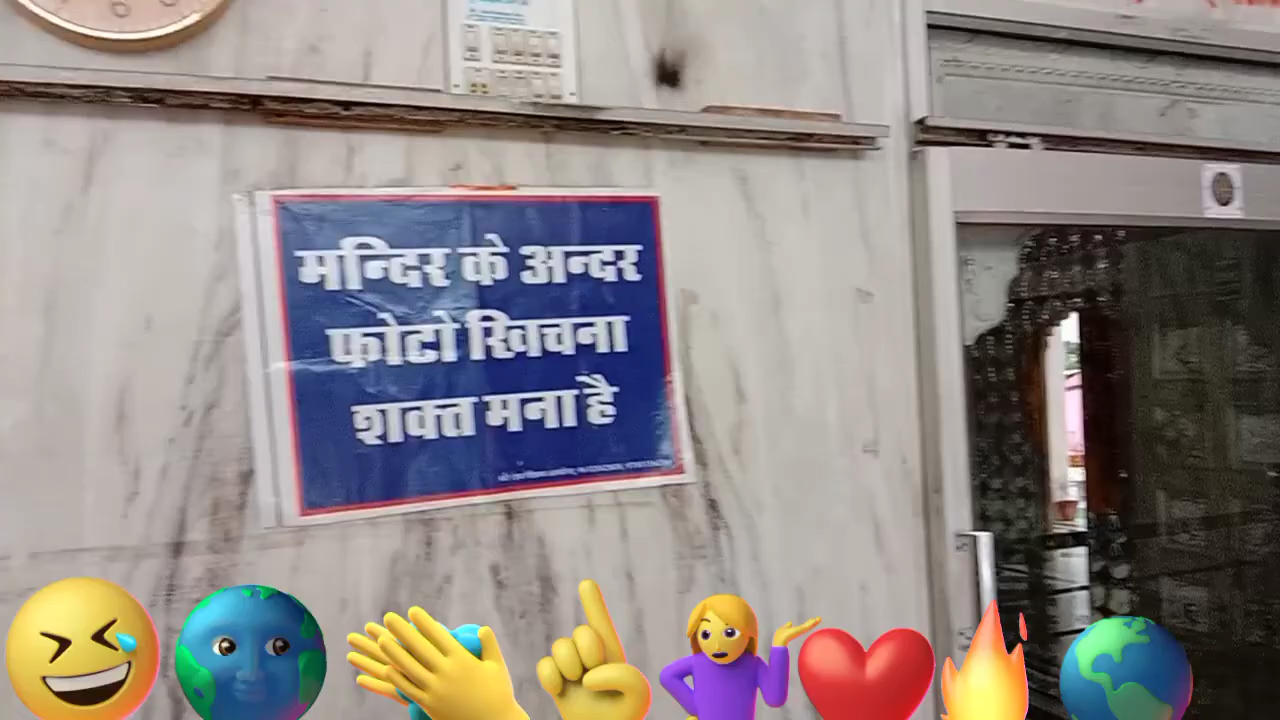 मन्दिर के अन्दर
फोटो खिचना
शक्त मना है